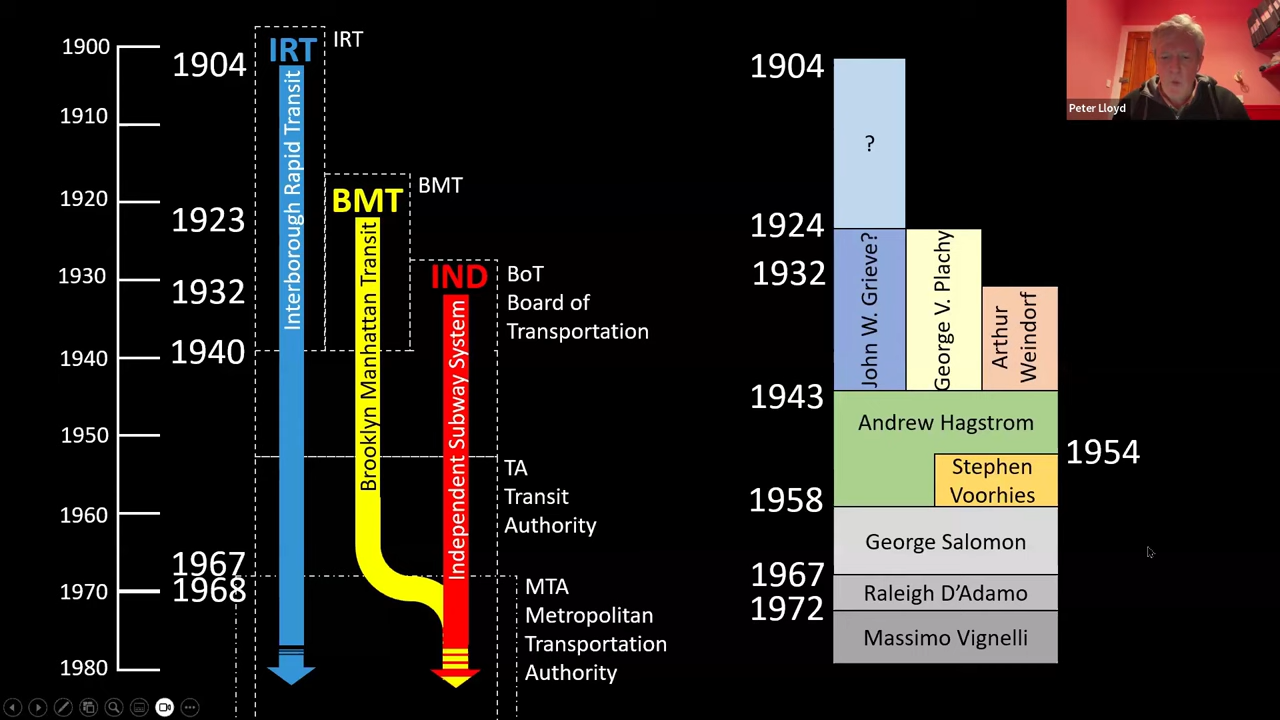 1900
1910
1920
1930
1940
1950
1960
1970
1980
1904
1923
1932
1940
1967
1968
IRT
IRT
Interborough Rapid Transit
BMT
BMT
Brooklyn Manhattan Transit
IND
Independent Subway System
BoT
Board of
Transportation
TA
Transit
Authority
MTA
Metropolitan
Transportation
Authority
1904
1924
1932
1943
1954
1958
1967
1972
?
John W. Grieve?
George V. Plachy
Arthur
Weindorf
Andrew Hagstrom
Stephen
Voorhies
George Salomon
Raleigh D’Adamo
Massimo Vignelli
Peter Lloyd